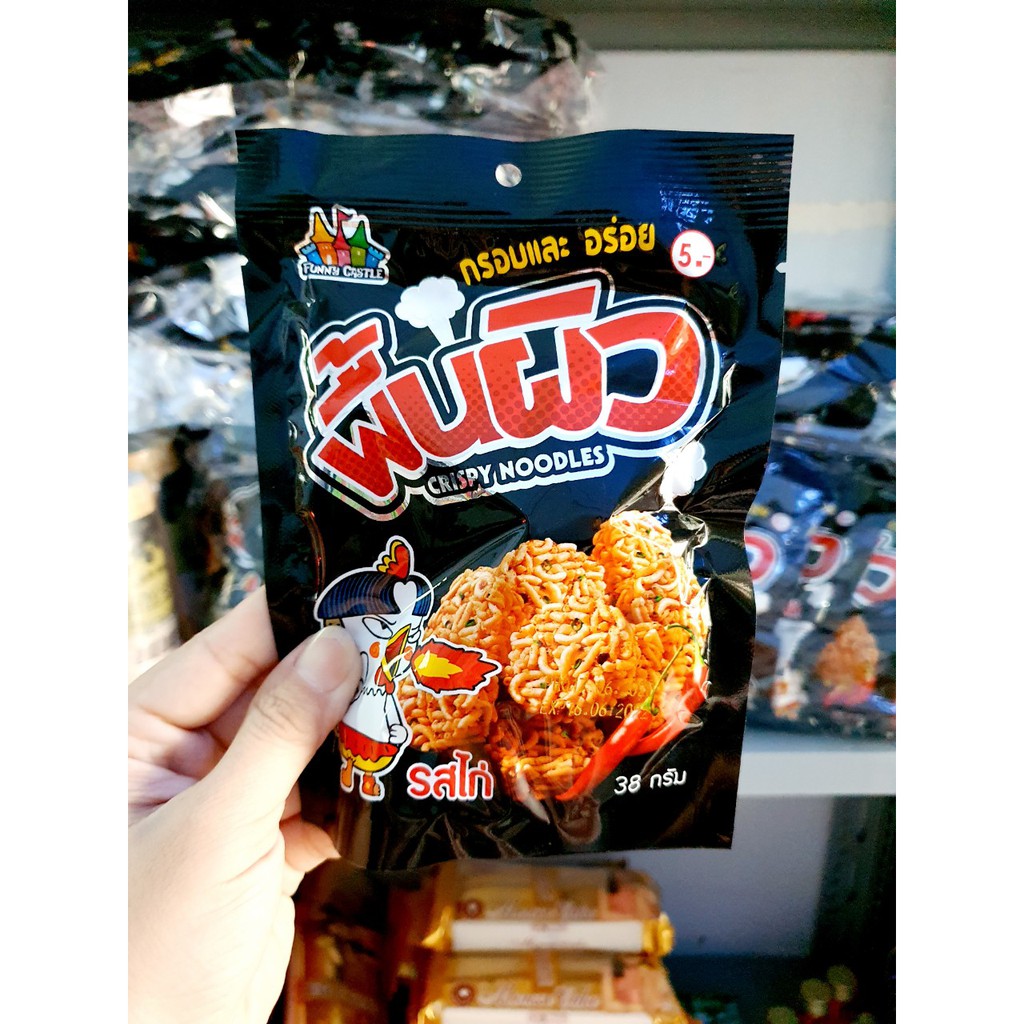 FUNNY CASTLE
กรอบและ อร่อย
5.-
ฟินผิว
CRISPY NOODLES
รสไก่
38 กรัม